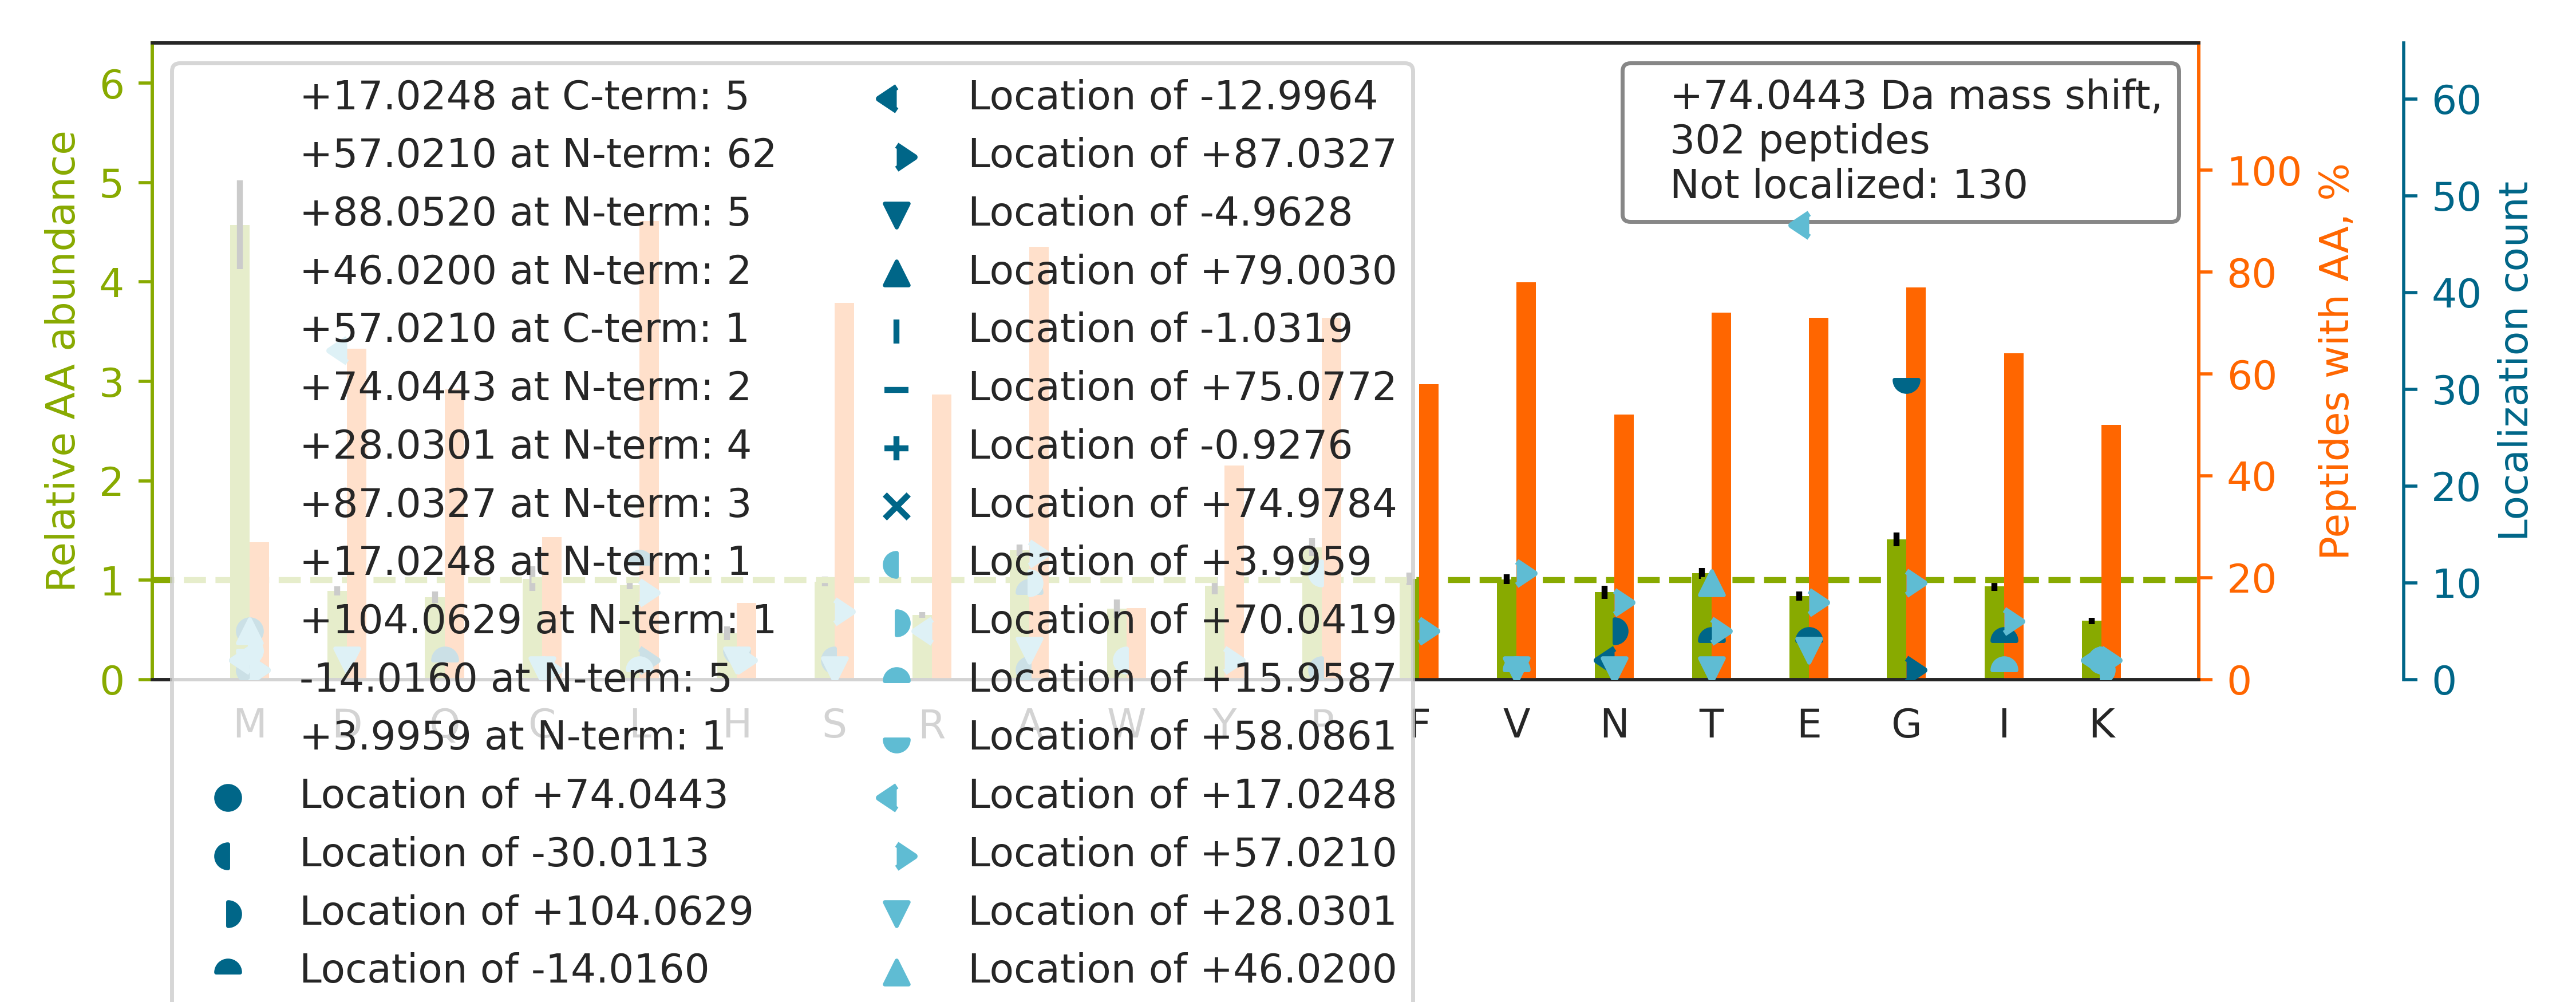 +17.0248 at C-term: 5
+57.0210 at N-term: 62
+88.0520 at N-term: 5
+46.0200 at N-term: 2
+57.0210 at C-term: 1
+74.0443 at N-term: 2
+28.0301 at N-term: 4
+87.0327 at N-term: 3
+17.0248 at N-term: 1
+104.0629 at N-term: 1
-14.0160 at N-term: 5
+3.9959 at N-term: 1
Location of +74.0443
Location of -30.0113
Location of +104.0629
Location of -14.0160
Location of -12.9964
Location of +87.0327
Location of -4.9628
Location of +79.0030
Location of -1.0319
Location of +75.0772
Location of -0.9276
Location of +74.9784
Location of +3.9959
Location of +70.0419
Location of +15.9587
Location of +58.0861
Location of +17.0248
Location of +57.0210
Location of +28.0301
Location of +46.0200
+74.0443 Da mass shift,
302 peptides
Not localized: 130
Relative AA abundance
6
5
4
3
2
1
0
M D Q C L H S R A W Y P F V N T E G I K
100
80
60
40
20
0
Peptides with AA, %
60
50
40
30
20
10
0
Localization count